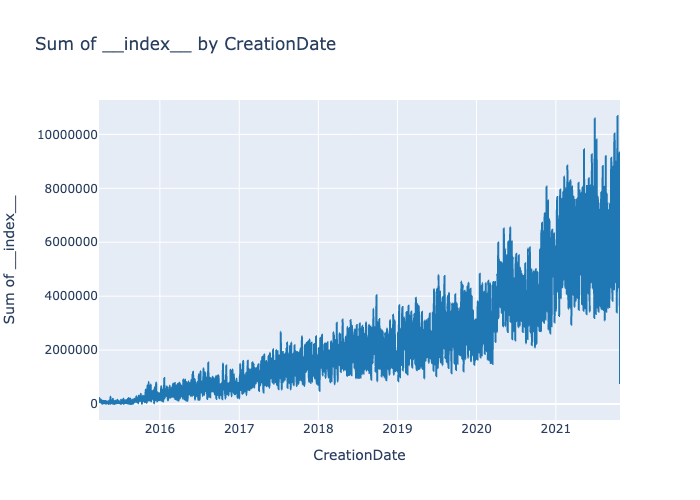 Sum of __index__ by CreationDate
Sum of __index__
10000000
8000000
6000000
4000000
2000000
0
2016 2017 2018 2019 2020 2021
CreationDate